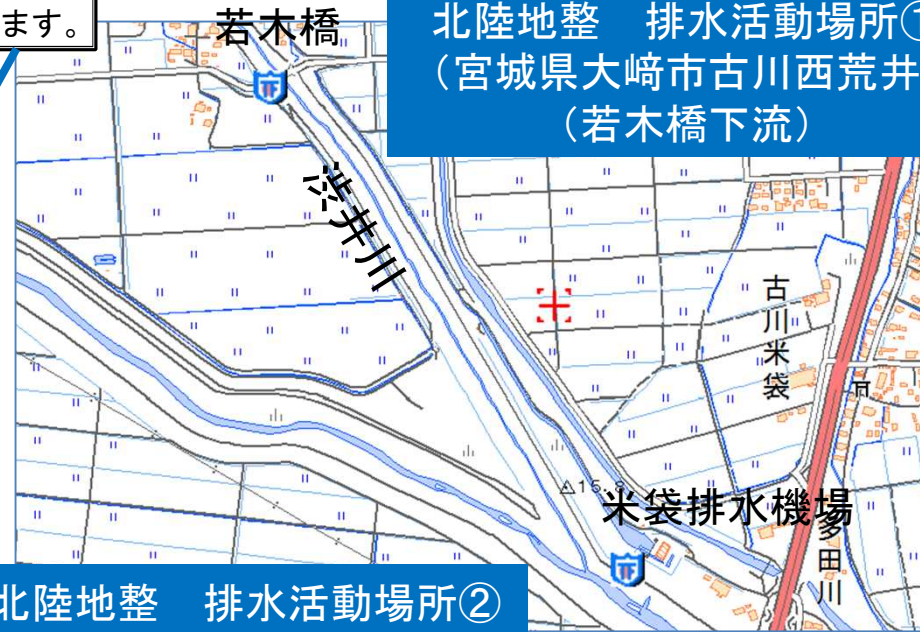 ます。
若木橋
北陸地整　排水活動場所①
（宮城県大崎市古川西荒井
（若木橋下流）
渋井川
古川米袋
△15.8
米袋排水機場
多田川
北陸地整　排水活動場所②